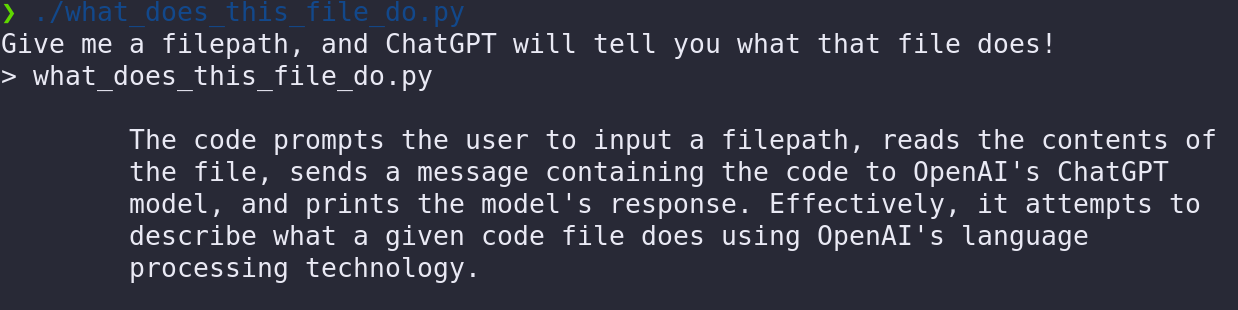 ❯ ./what_does_this_file_do.py
Give me a filepath, and ChatGPT will tell you what that file does!
> what_does_this_file_do.py
The code prompts the user to input a filepath, reads the contents of
the file, sends a message containing the code to OpenAI's ChatGPT
model, and prints the model's response. Effectively, it attempts to
describe what a given code file does using OpenAI's language
processing technology.